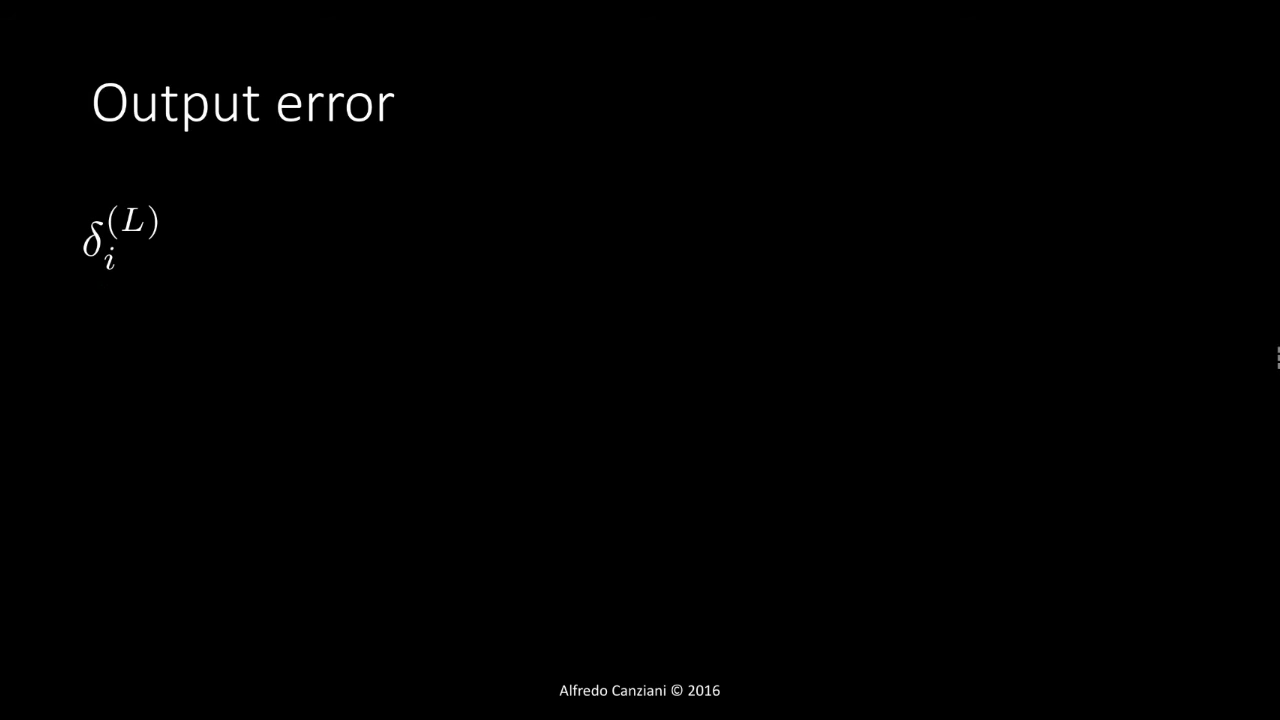 Output error
δ_i^{(L)}
Alfredo Canziani © 2016